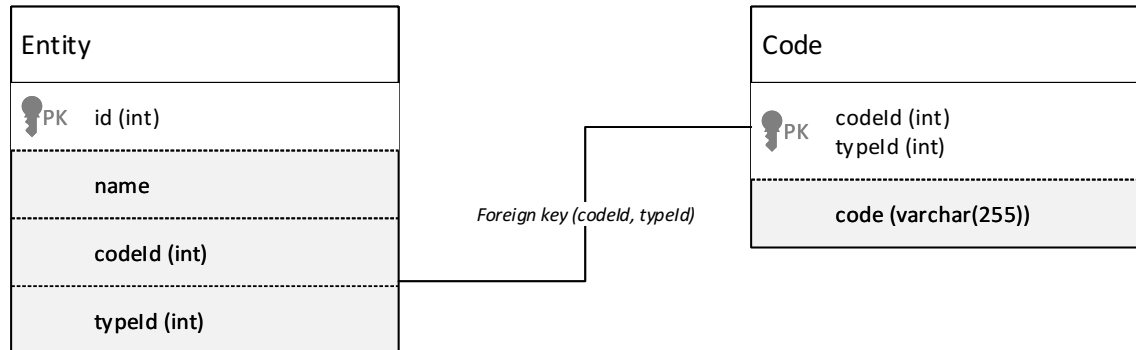 Entity
PK id (int)
name
codeId (int)
typeId (int)
Foreign key (codeId, typeId)
Code
PK codeId (int)
typeId (int)
code (varchar(255))